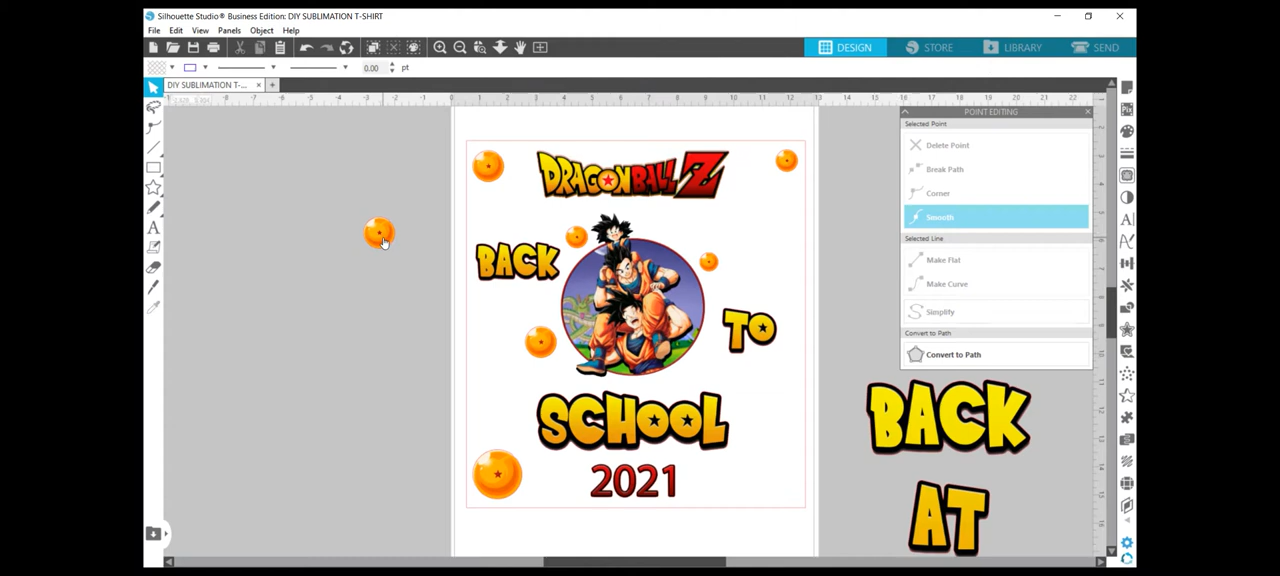 Silhouette Studio® Business Edition: DIY SUBLIMATION T-SHIRT
File Edit View Panels Object Help
DESIGN STORE LIBRARY SEND
0.00 pt
DIY SUBLIMATION T-...
POINT EDITING
Selected Point
Delete Point
Break Path
Corner
Smooth
Selected Line
Make Flat
Make Curve
Simplify
Convert to Path
Convert to Path
DRAGONBALL Z
BACK
TO
SCHOOL
2021
BACK
AT